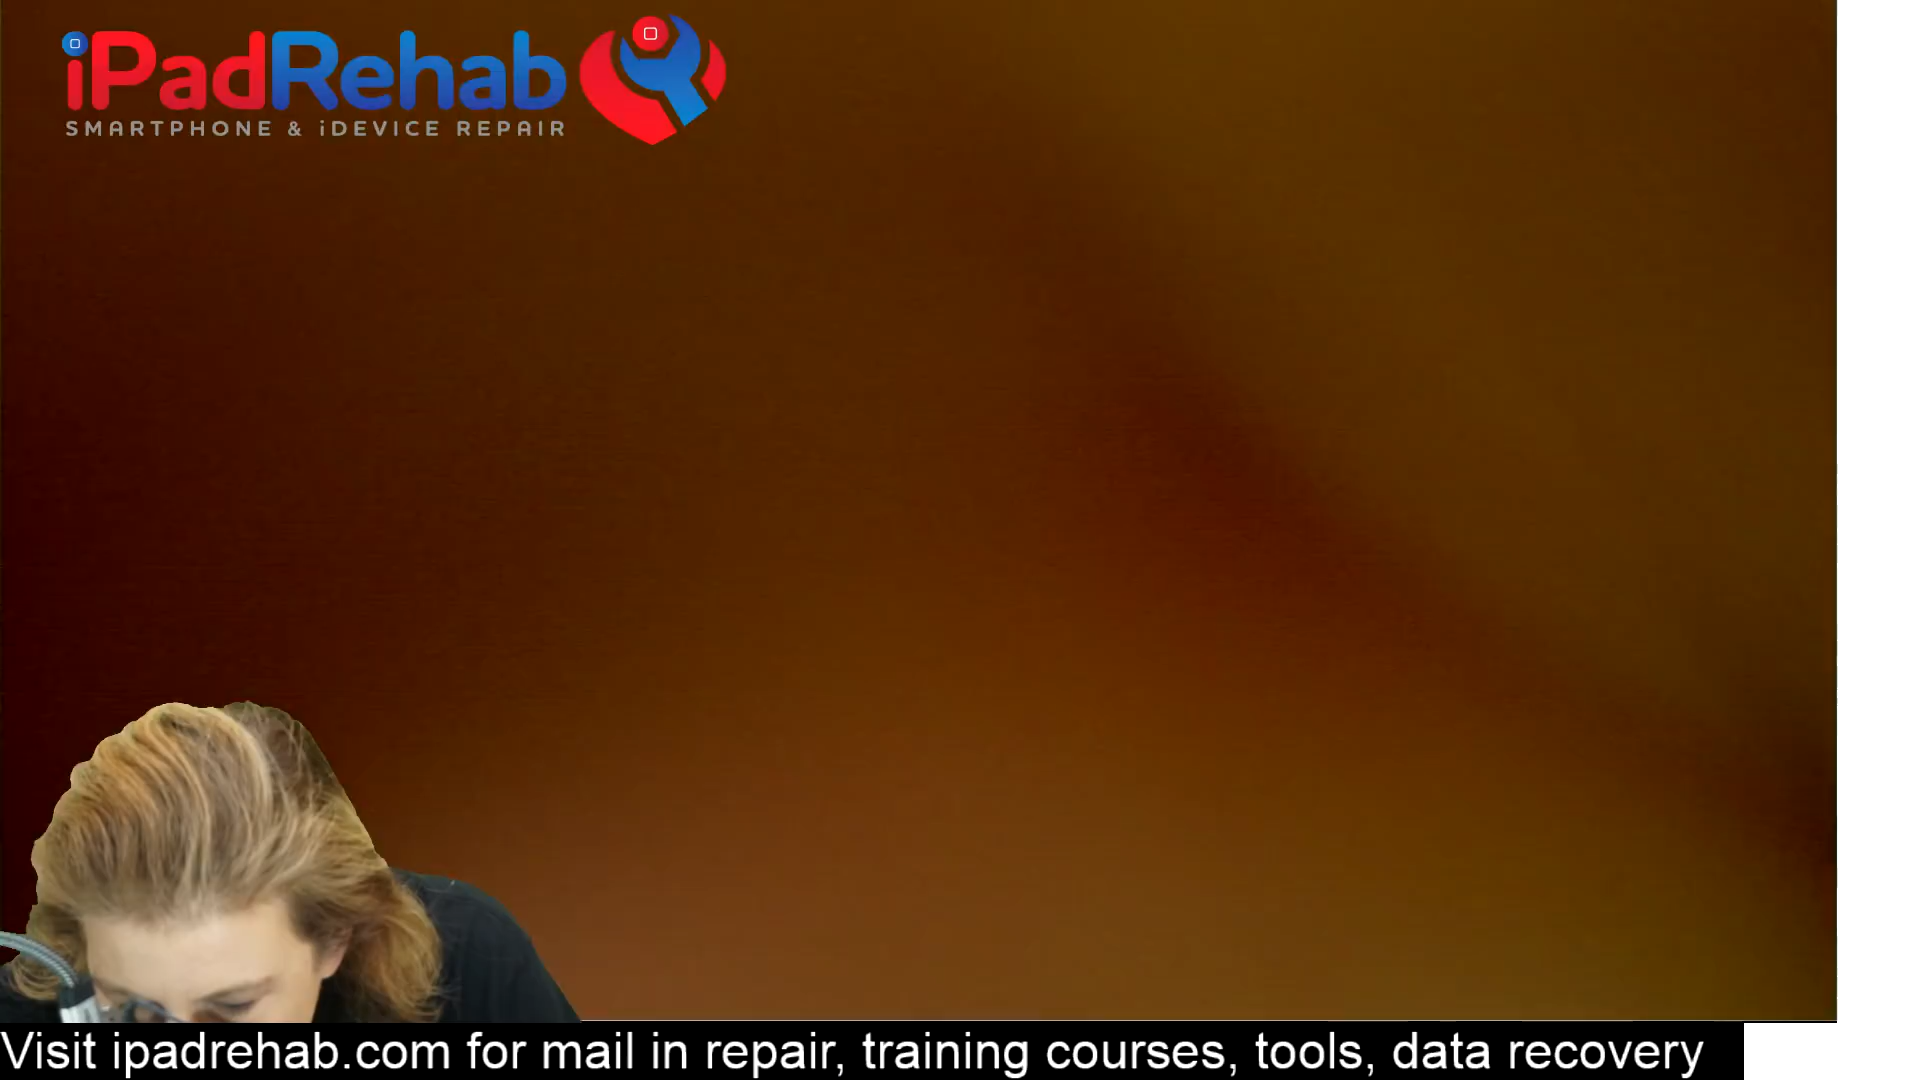 iPadRehab
SMARTPHONE & iDEVICE REPAIR
Visit ipadrehab.com for mail in repair, training courses, tools, data recovery